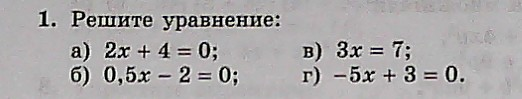 1. Решите уравнение:
а) 2x + 4 = 0; в) 3x = 7;
б) 0,5x − 2 = 0; г) −5x + 3 = 0.